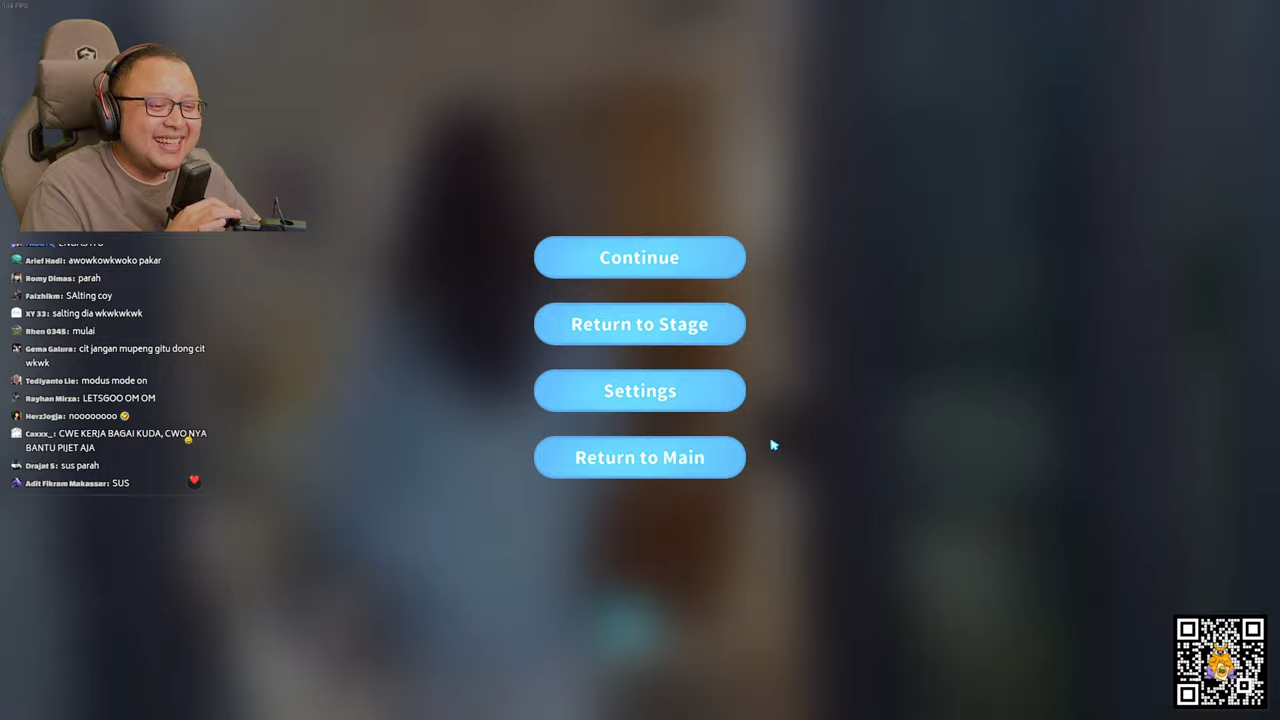 144 FPS
Arief Hadi: awowkowkwoko pakar
Romy Dimas: parah
Faizhikm: SAlting coy
XY 33: salting dia wkwkwkwk
Rhen 0345: mulai
Gema Galura: cit jangan mupeng gitu dong cit
wkwk
Tediyanto Lie: modus mode on
Rayhan Mirza: LETSGOO OM OM
HerzJogja: noooooooo 🤣
Caxxx_: CWE KERJA BAGAI KUDA, CWO NYA
BANTU PIJET AJA
Drajat S: sus parah
Adit Fikram Makassar: SUS
Continue
Return to Stage
Settings
Return to Main